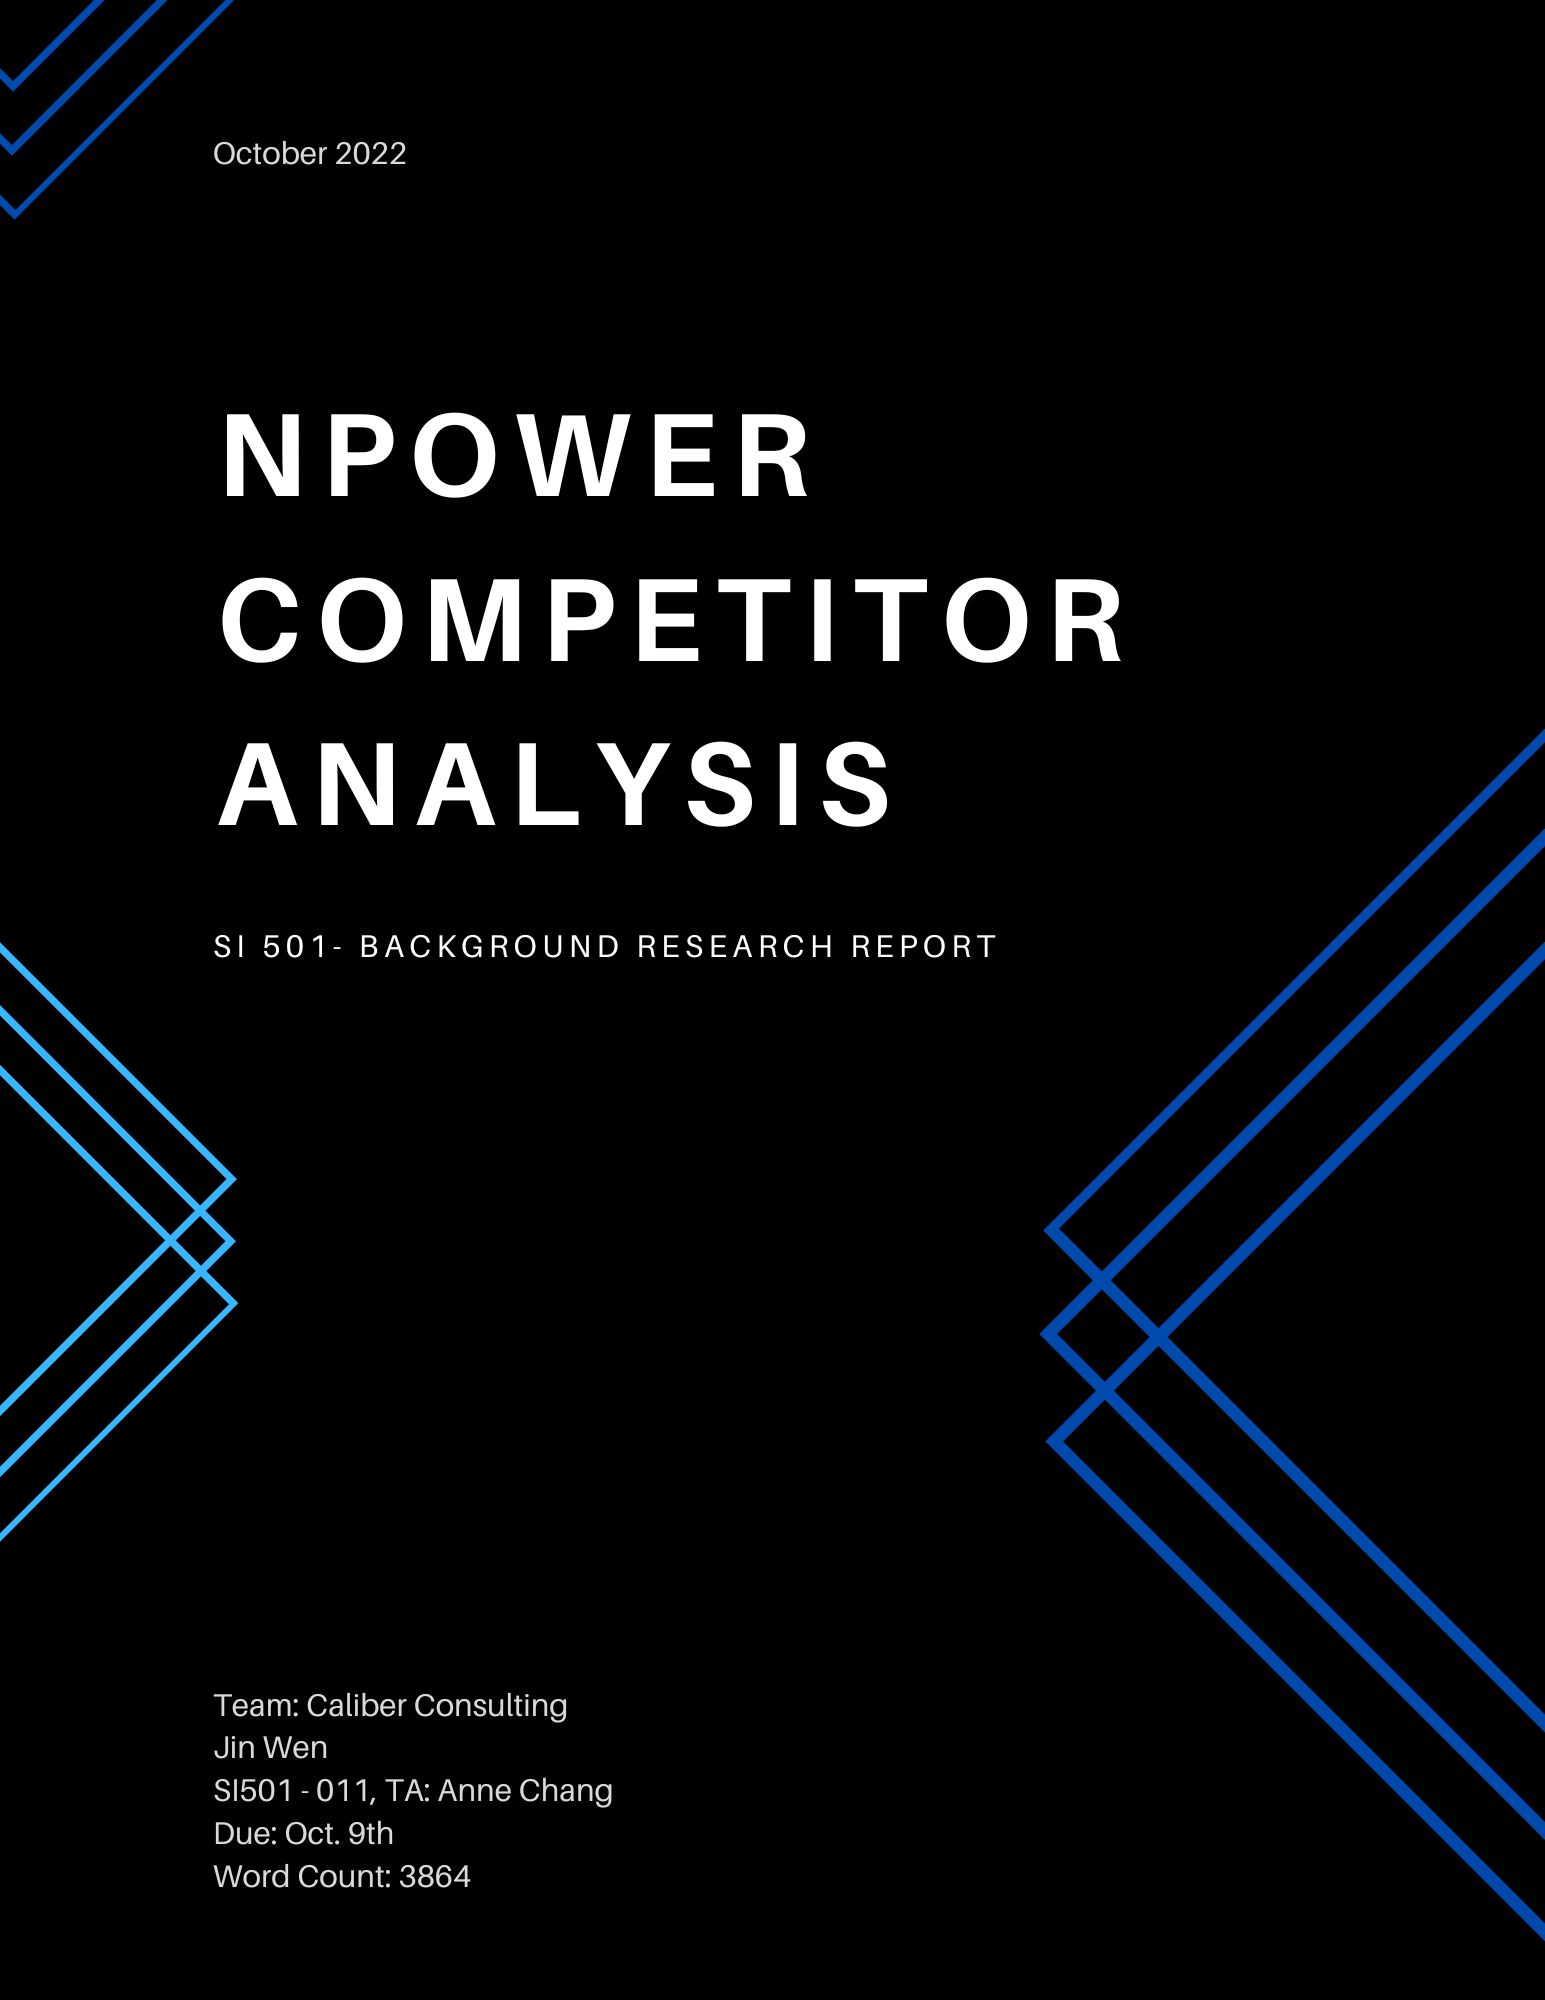 October 2022
NPOWER
COMPETITOR
ANALYSIS
SI 501- BACKGROUND RESEARCH REPORT
Team: Caliber Consulting
Jin Wen
SI501 - 011, TA: Anne Chang
Due: Oct. 9th
Word Count: 3864